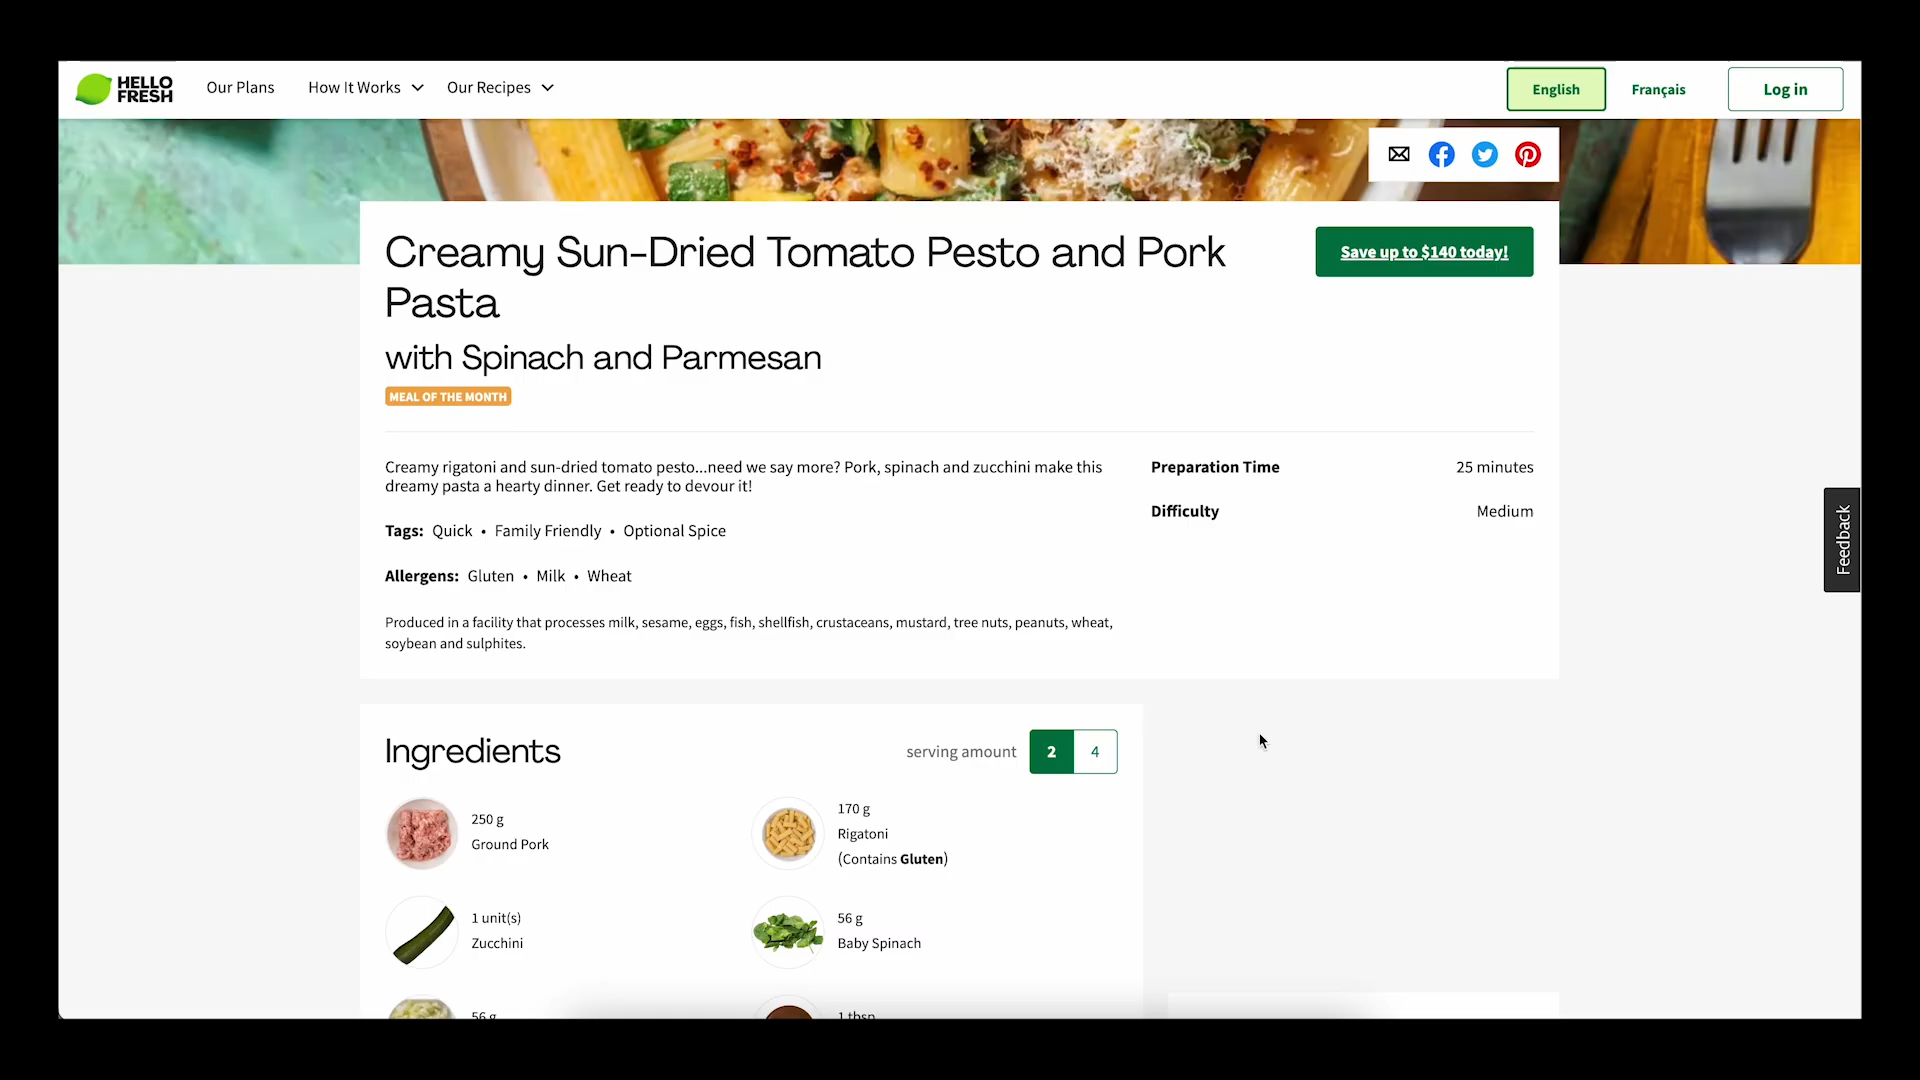 HELLO
FRESH
Our Plans
How It Works
Our Recipes
English
Français
Log in
Creamy Sun-Dried Tomato Pesto and Pork
Pasta
Save up to $140 today!
with Spinach and Parmesan
MEAL OF THE MONTH
Creamy rigatoni and sun-dried tomato pesto...need we say more? Pork, spinach and zucchini make this
dreamy pasta a hearty dinner. Get ready to devour it!
Preparation Time
25 minutes
Difficulty
Medium
Tags: Quick • Family Friendly • Optional Spice
Allergens: Gluten • Milk • Wheat
Produced in a facility that processes milk, sesame, eggs, fish, shellfish, crustaceans, mustard, tree nuts, peanuts, wheat,
soybean and sulphites.
Feedback
Ingredients
serving amount
2
4
250 g
Ground Pork
170 g
Rigatoni
(Contains Gluten)
1 unit(s)
Zucchini
56 g
Baby Spinach
56 g
1 tbsp